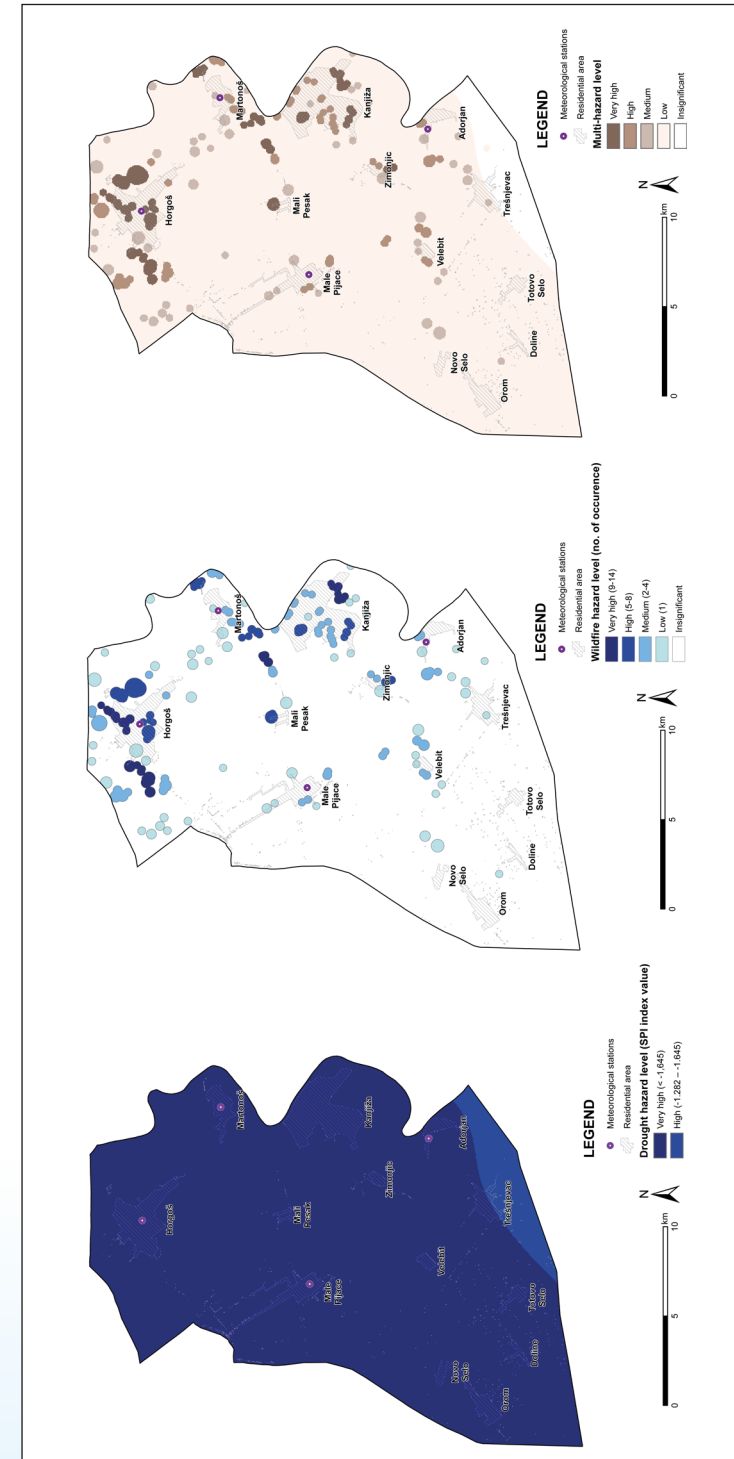 Horgoš
Martonoš
Mali
Pesak
Male
Pijace
Kanjiža
Zimonjic
Velebit
Adorjan
Novo
Selo
Orom
Trešnjevac
Totovo
Selo
Doline
0 5 10
km
N
LEGEND
Meteorological stations
Residential area
Drought hazard level (SPI index value)
Very high (< -1,645)
High (-1.282 – -1.645)
Horgoš
Martonoš
Mali
Pesak
Male
Pijace
Kanjiža
Zimonjic
Velebit
Adorjan
Novo
Selo
Orom
Trešnjevac
Totovo
Selo
Doline
0 5 10
km
N
LEGEND
Meteorological stations
Residential area
Wildfire hazard level (no. of occurence)
Very high (9-14)
High (5-8)
Medium (2-4)
Low (1)
Insignificant
Horgoš
Martonoš
Mali
Pesak
Male
Pijace
Kanjiža
Zimonjic
Velebit
Adorjan
Novo
Selo
Orom
Trešnjevac
Totovo
Selo
Doline
0 5 10
km
N
LEGEND
Meteorological stations
Residential area
Multi-hazard level
Very high
High
Medium
Low
Insignificant